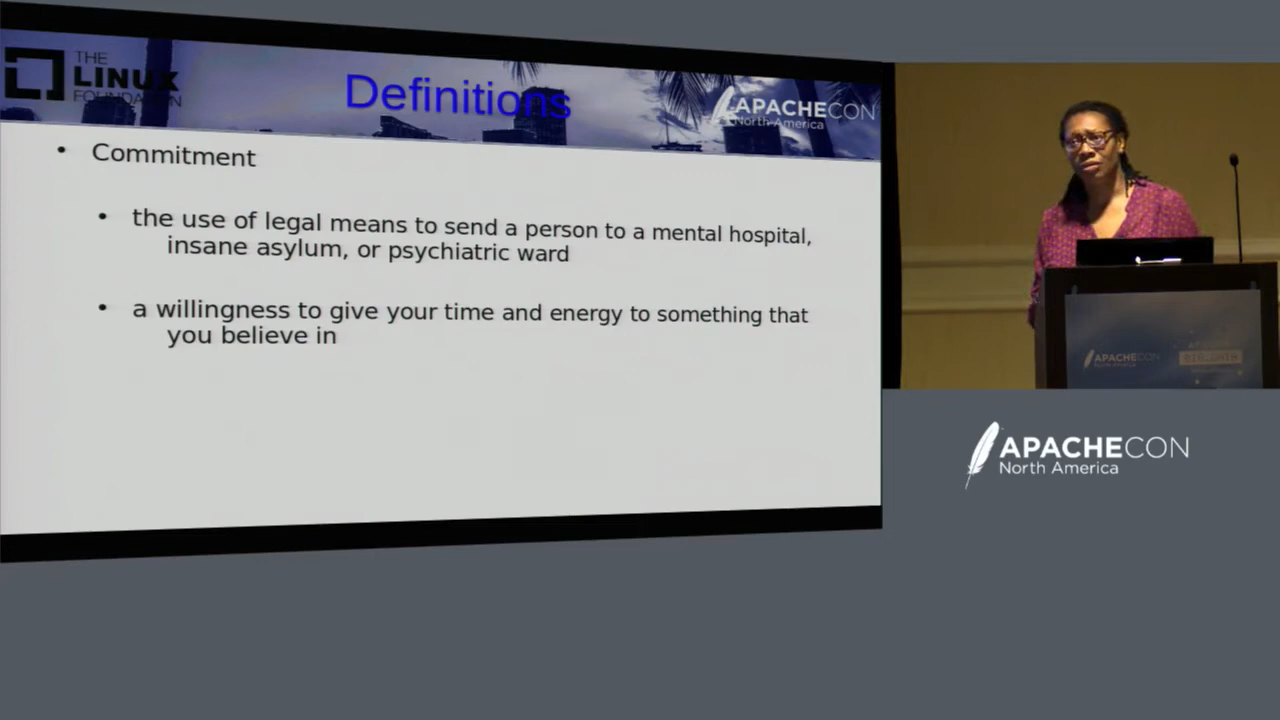 THE
LINUX
FOUNDATION
Definitions
APACHECON
North America
• Commitment
• the use of legal means to send a person to a mental hospital,
insane asylum, or psychiatric ward
• a willingness to give your time and energy to something that
you believe in
APACHECON
North America
APACHECON
North America